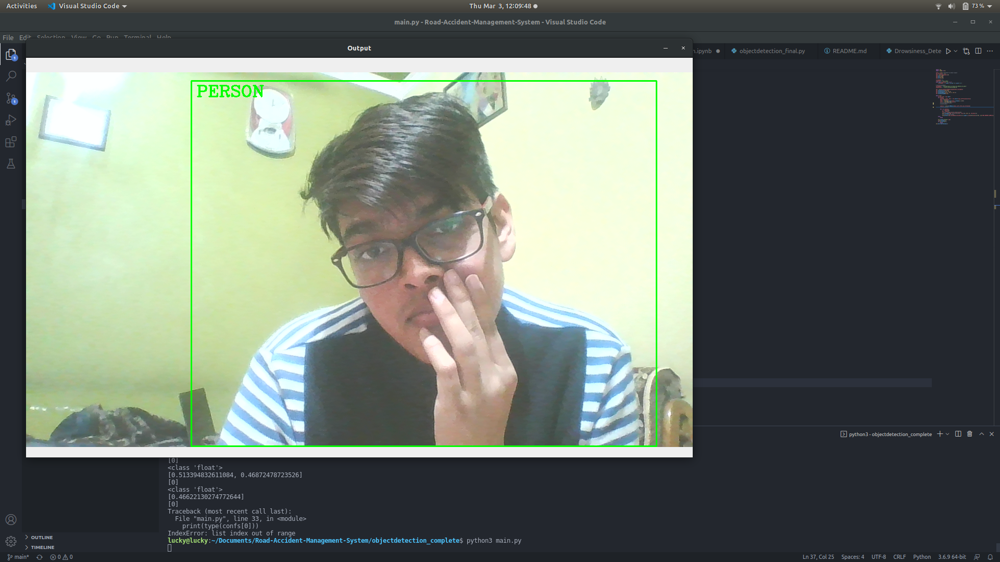 Activities Visual Studio Code Thu Mar 3, 12:09:48 73 %
main.py - Road-Accident-Management-System - Visual Studio Code
File Edit Selection View Go Run Terminal Help
Output
n.ipynb objectdetection_final.py README.md Drowsiness_Dete
1
PERSON
1
python3 - objectdetection_complete
[0]
<class 'float'>
[0.513394832611084, 0.46872478723526]
[0]
<class 'float'>
[0.46622130274772644]
[0]
Traceback (most recent call last):
File "main.py", line 33, in <module>
print(type(confs[0]))
IndexError: list index out of range
lucky@lucky:~/Documents/Road-Accident-Management-System/objectdetection_complete$ python3 main.py
OUTLINE
TIMELINE
main* 0 0 Ln 37, Col 25 Spaces: 4 UTF-8 CRLF Python 3.6.9 64-bit